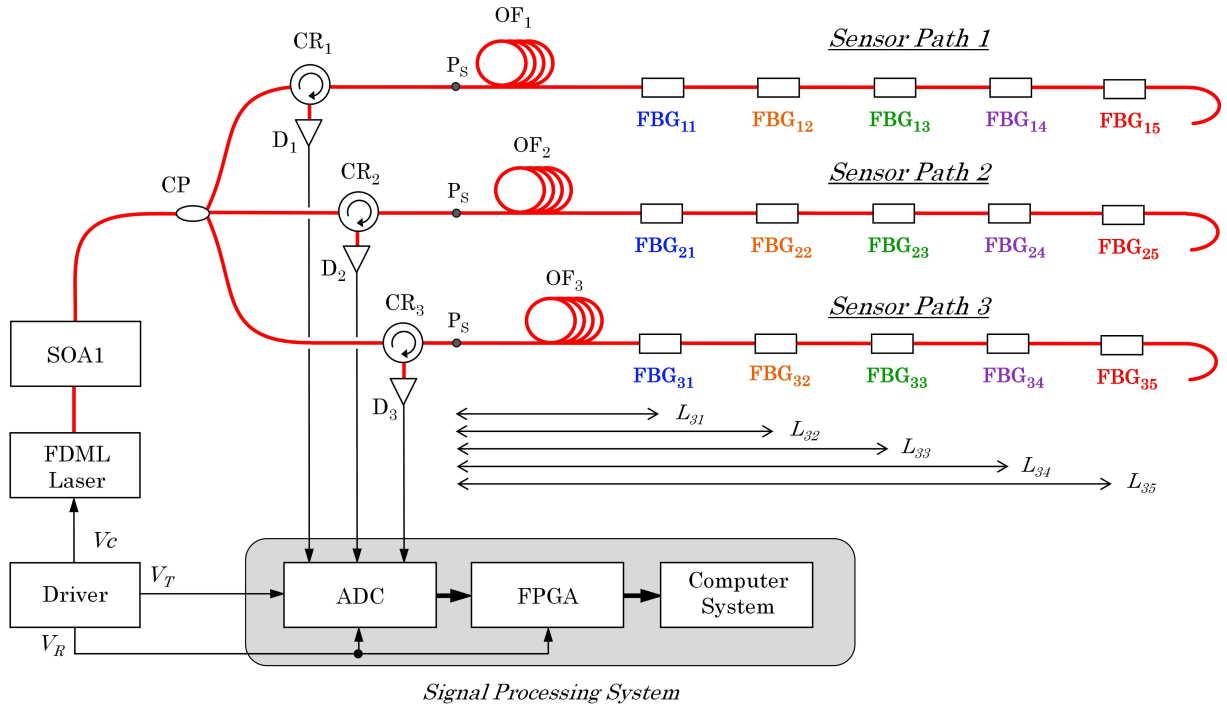 OF₁
Sensor Path 1
CR₁
Pₛ
FBG₁₁ FBG₁₂ FBG₁₃ FBG₁₄ FBG₁₅
D₁
OF₂
CR₂
Sensor Path 2
CP
Pₛ
FBG₂₁ FBG₂₂ FBG₂₃ FBG₂₄ FBG₂₅
D₂
OF₃
CR₃
Sensor Path 3
Pₛ
SOA1
FBG₃₁ FBG₃₂ FBG₃₃ FBG₃₄ FBG₃₅
D₃
L₃₁
L₃₂
L₃₃
L₃₄
L₃₅
FDML
Laser
Vc
V_T
Driver
ADC
FPGA
Computer
System
V_R
Signal Processing System